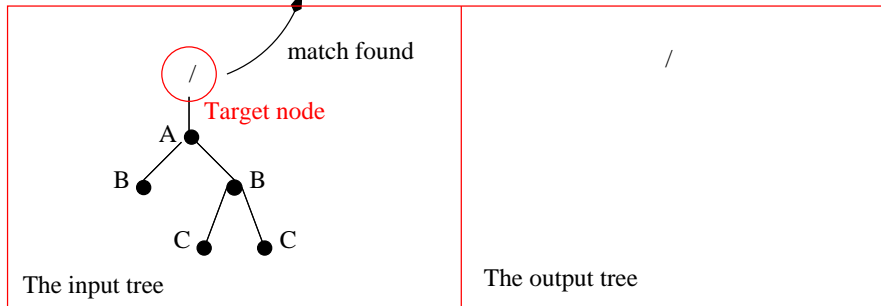 match found
/
/
Target node
A
B
B
C
C
The input tree
The output tree